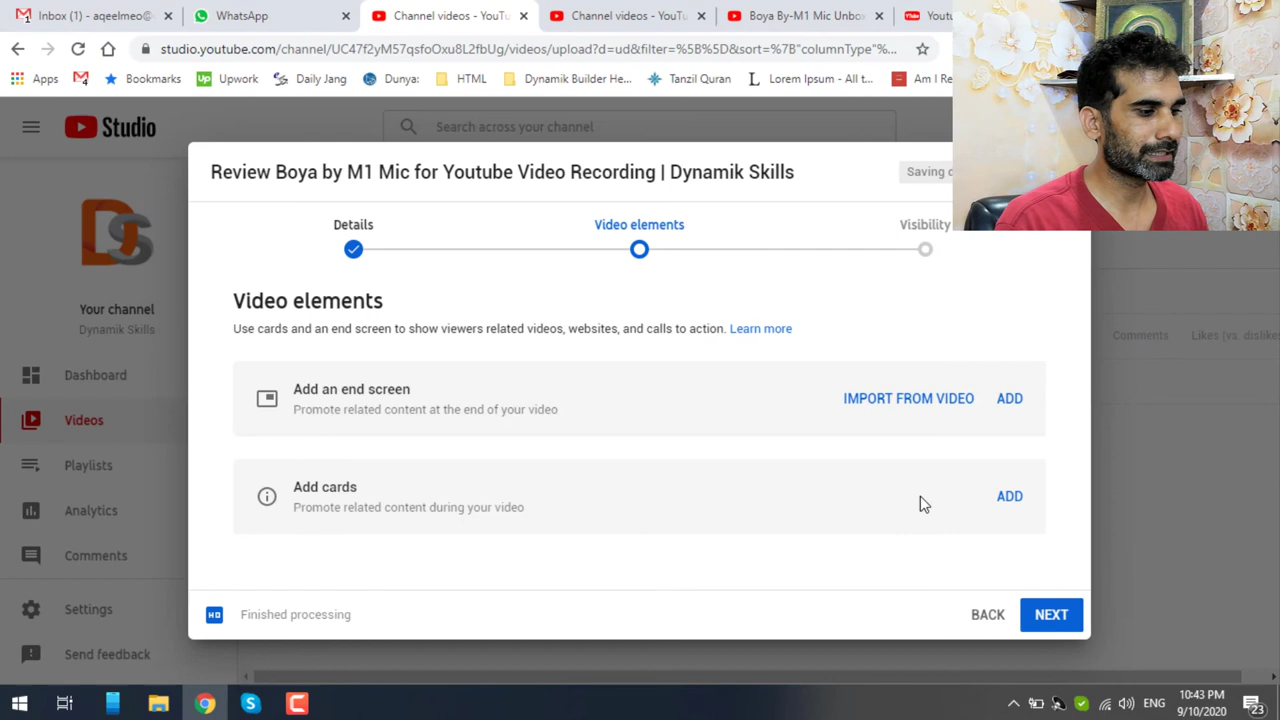 Inbox (1) - aqeelmeo@
WhatsApp
Channel videos - YouTu
Channel videos - YouTu
Boya By-M1 Mic Unbox
Youtu
studio.youtube.com/channel/UC47f2yM57qsfoOxu8L2fbUg/videos/upload?d=ud&filter=%5B%5D&sort=%7B"columnType"%...
Apps
Bookmarks
Upwork
Daily Jang
Dunya:
HTML
Dynamik Builder He...
Tanzil Quran
Lorem Ipsum - All t...
Am I Re
Studio
Search across your channel
Review Boya by M1 Mic for Youtube Video Recording | Dynamik Skills
Saving
Details
Video elements
Visibility
Your channel
Dynamik Skills
Dashboard
Videos
Playlists
Analytics
Comments
Settings
Send feedback
Video elements
Use cards and an end screen to show viewers related videos, websites, and calls to action. Learn more
Add an end screen
Promote related content at the end of your video
IMPORT FROM VIDEO ADD
Add cards
Promote related content during your video
ADD
Comments Likes (vs. dislike
HD Finished processing
BACK NEXT
ENG
10:43 PM
9/10/2020
23